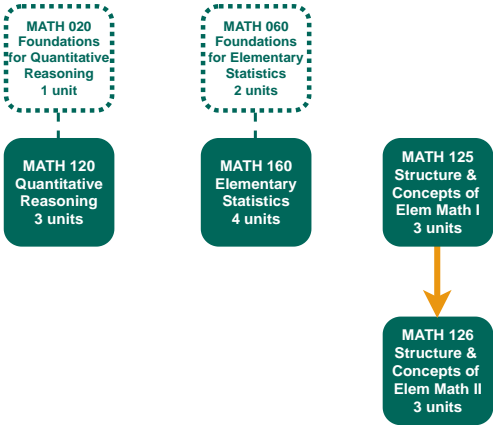 MATH 020
Foundations
for Quantitative
Reasoning
1 unit
MATH 060
Foundations
for Elementary
Statistics
2 units
MATH 120
Quantitative
Reasoning
3 units
MATH 160
Elementary
Statistics
4 units
MATH 125
Structure &
Concepts of
Elem Math I
3 units
MATH 126
Structure &
Concepts of
Elem Math II
3 units